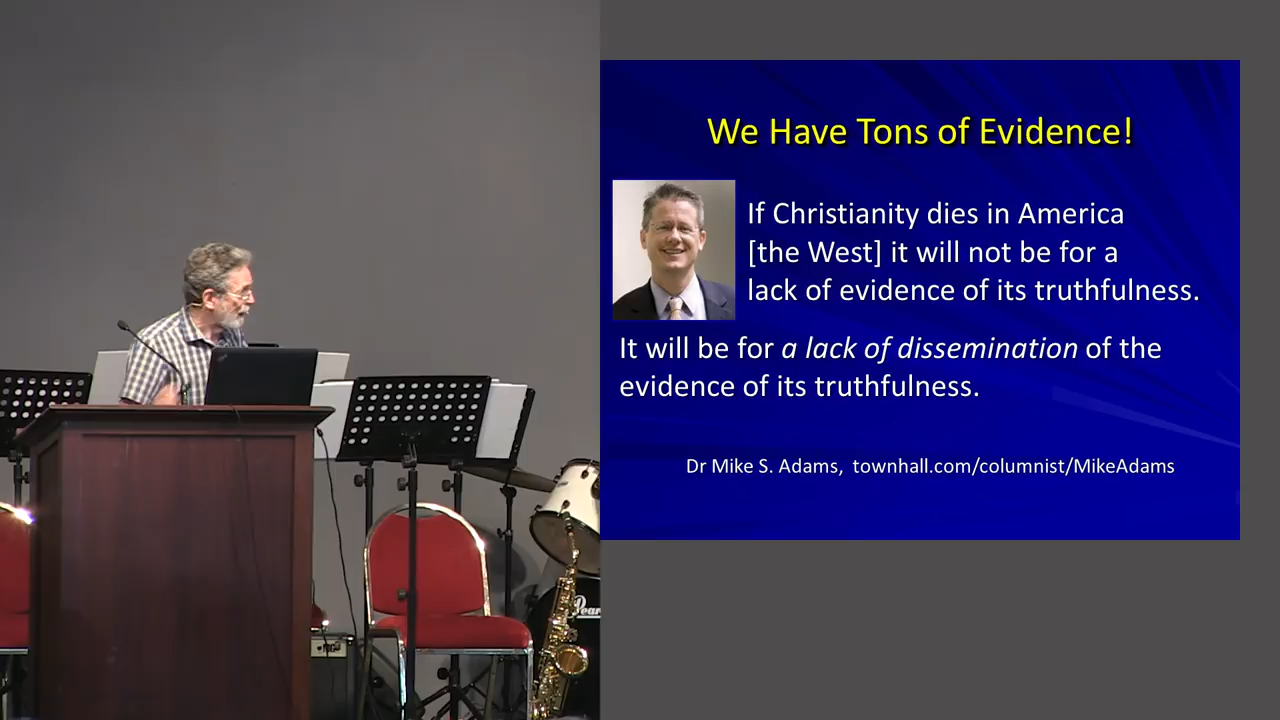 We Have Tons of Evidence!
If Christianity dies in America
[the West] it will not be for a
lack of evidence of its truthfulness.
It will be for a lack of dissemination of the
evidence of its truthfulness.
Dr Mike S. Adams, townhall.com/columnist/MikeAdams
Pear